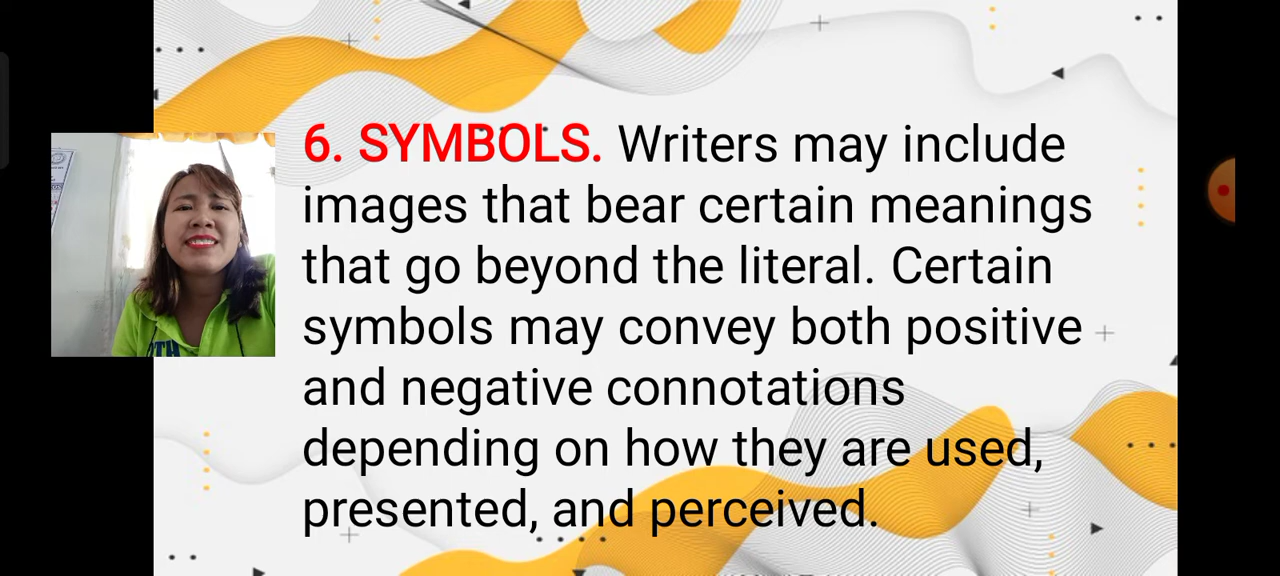 6. SYMBOLS. Writers may include
images that bear certain meanings
that go beyond the literal. Certain
symbols may convey both positive
and negative connotations
depending on how they are used,
presented, and perceived.